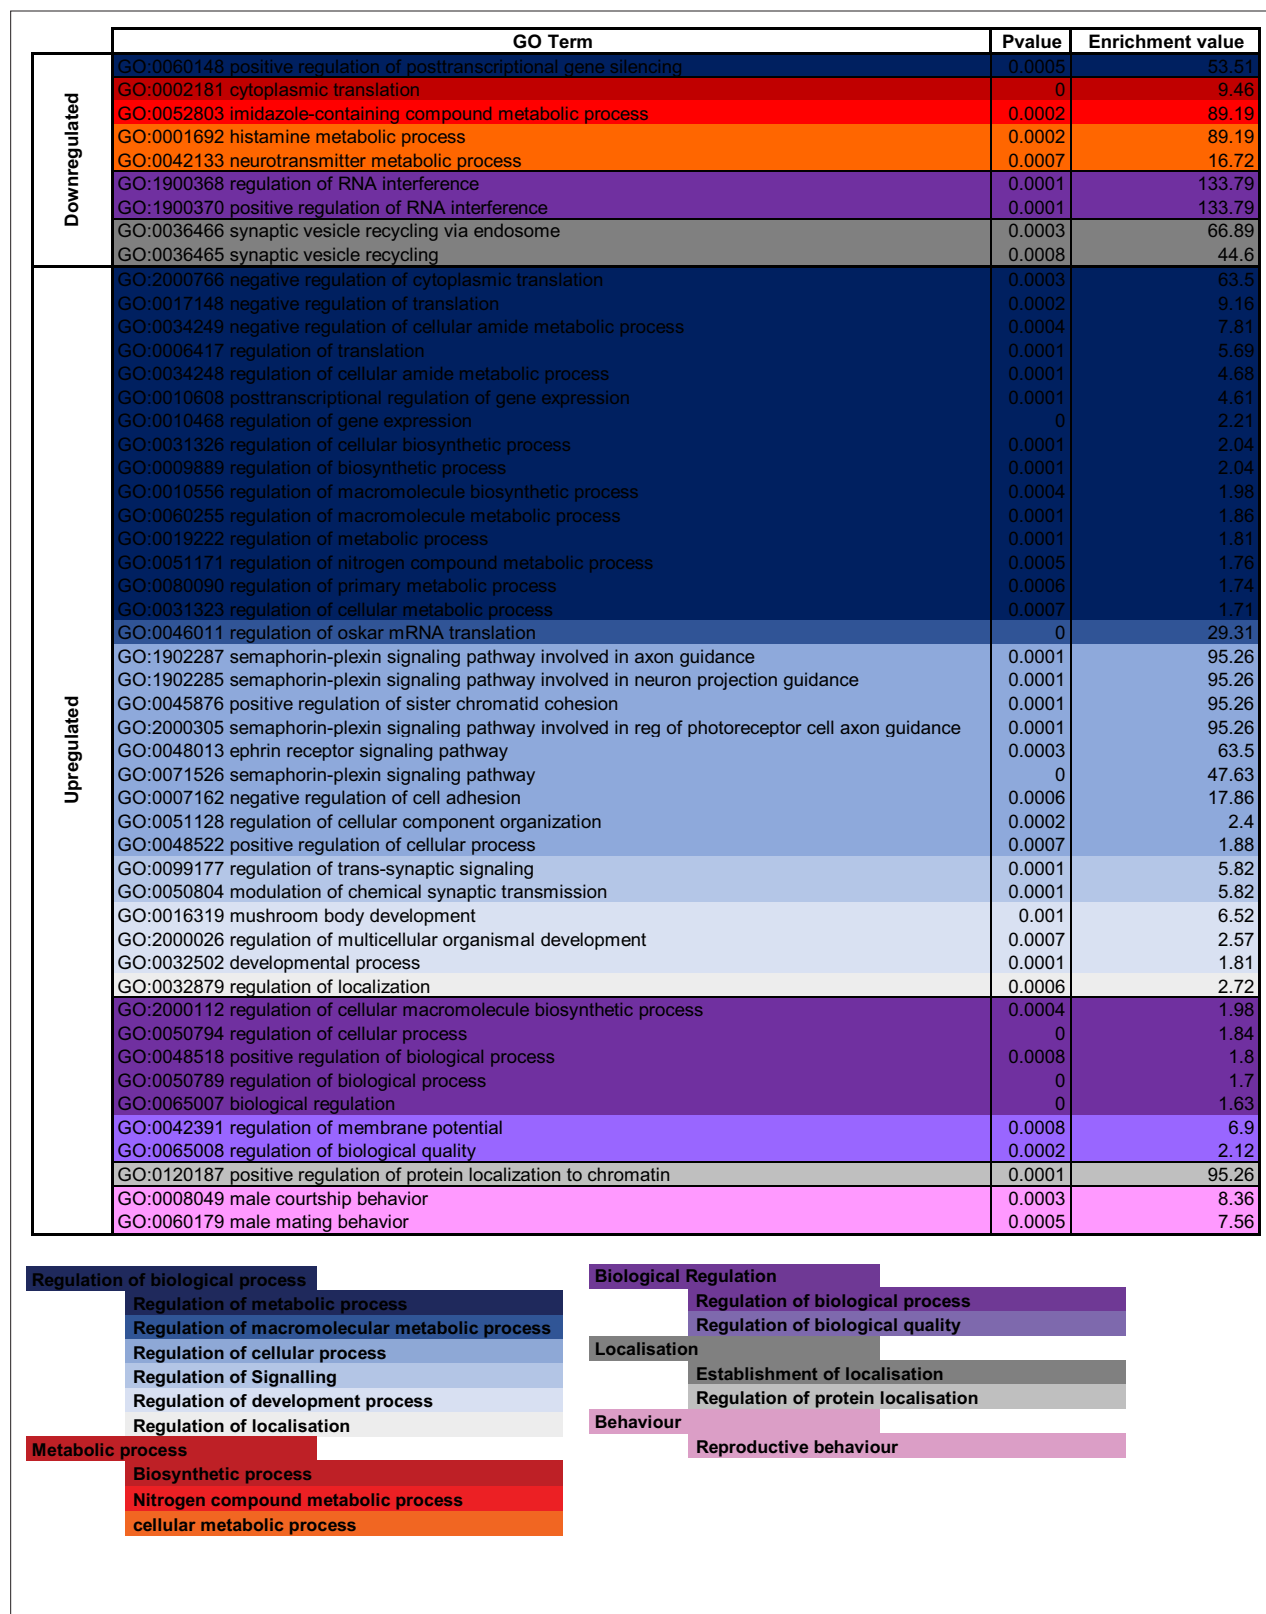 GO Term Pvalue Enrichment value
Downregulated
GO:0060148 positive regulation of posttranscriptional gene silencing 0.0005 53.51
GO:0002181 cytoplasmic translation 0 9.46
GO:0052803 imidazole-containing compound metabolic process 0.0002 89.19
GO:0001692 histamine metabolic process 0.0002 89.19
GO:0042133 neurotransmitter metabolic process 0.0007 16.72
GO:1900368 regulation of RNA interference 0.0001 133.79
GO:1900370 positive regulation of RNA interference 0.0001 133.79
GO:0036466 synaptic vesicle recycling via endosome 0.0003 66.89
GO:0036465 synaptic vesicle recycling 0.0008 44.6
Upregulated
GO:2000766 negative regulation of cytoplasmic translation 0.0003 63.5
GO:0017148 negative regulation of translation 0.0002 9.16
GO:0034249 negative regulation of cellular amide metabolic process 0.0004 7.81
GO:0006417 regulation of translation 0.0001 5.69
GO:0034248 regulation of cellular amide metabolic process 0.0001 4.68
GO:0010608 posttranscriptional regulation of gene expression 0.0001 4.61
GO:0010468 regulation of gene expression 0 2.21
GO:0031326 regulation of cellular biosynthetic process 0.0001 2.04
GO:0009889 regulation of biosynthetic process 0.0001 2.04
GO:0010556 regulation of macromolecule biosynthetic process 0.0004 1.98
GO:0060255 regulation of macromolecule metabolic process 0.0001 1.86
GO:0019222 regulation of metabolic process 0.0001 1.81
GO:0051171 regulation of nitrogen compound metabolic process 0.0005 1.76
GO:0080090 regulation of primary metabolic process 0.0006 1.74
GO:0031323 regulation of cellular metabolic process 0.0007 1.71
GO:0046011 regulation of oskar mRNA translation 0 29.31
GO:1902287 semaphorin-plexin signaling pathway involved in axon guidance 0.0001 95.26
GO:1902285 semaphorin-plexin signaling pathway involved in neuron projection guidance 0.0001 95.26
GO:0045876 positive regulation of sister chromatid cohesion 0.0001 95.26
GO:2000305 semaphorin-plexin signaling pathway involved in reg of photoreceptor cell axon guidance 0.0001 95.26
GO:0048013 ephrin receptor signaling pathway 0.0003 63.5
GO:0071526 semaphorin-plexin signaling pathway 0 47.63
GO:0007162 negative regulation of cell adhesion 0.0006 17.86
GO:0051128 regulation of cellular component organization 0.0002 2.4
GO:0048522 positive regulation of cellular process 0.0007 1.88
GO:0099177 regulation of trans-synaptic signaling 0.0001 5.82
GO:0050804 modulation of chemical synaptic transmission 0.0001 5.82
GO:0016319 mushroom body development 0.001 6.52
GO:2000026 regulation of multicellular organismal development 0.0007 2.57
GO:0032502 developmental process 0.0001 1.81
GO:0032879 regulation of localization 0.0006 2.72
GO:2000112 regulation of cellular macromolecule biosynthetic process 0.0004 1.98
GO:0050794 regulation of cellular process 0 1.84
GO:0048518 positive regulation of biological process 0.0008 1.8
GO:0050789 regulation of biological process 0 1.7
GO:0065007 biological regulation 0 1.63
GO:0042391 regulation of membrane potential 0.0008 6.9
GO:0065008 regulation of biological quality 0.0002 2.12
GO:0120187 positive regulation of protein localization to chromatin 0.0001 95.26
GO:0008049 male courtship behavior 0.0003 8.36
GO:0060179 male mating behavior 0.0005 7.56
Regulation of biological process
Regulation of metabolic process
Regulation of macromolecular metabolic process
Regulation of cellular process
Regulation of Signalling
Regulation of development process
Regulation of localisation
Metabolic process
Biosynthetic process
Nitrogen compound metabolic process
cellular metabolic process
Biological Regulation
Regulation of biological process
Regulation of biological quality
Localisation
Establishment of localisation
Regulation of protein localisation
Behaviour
Reproductive behaviour